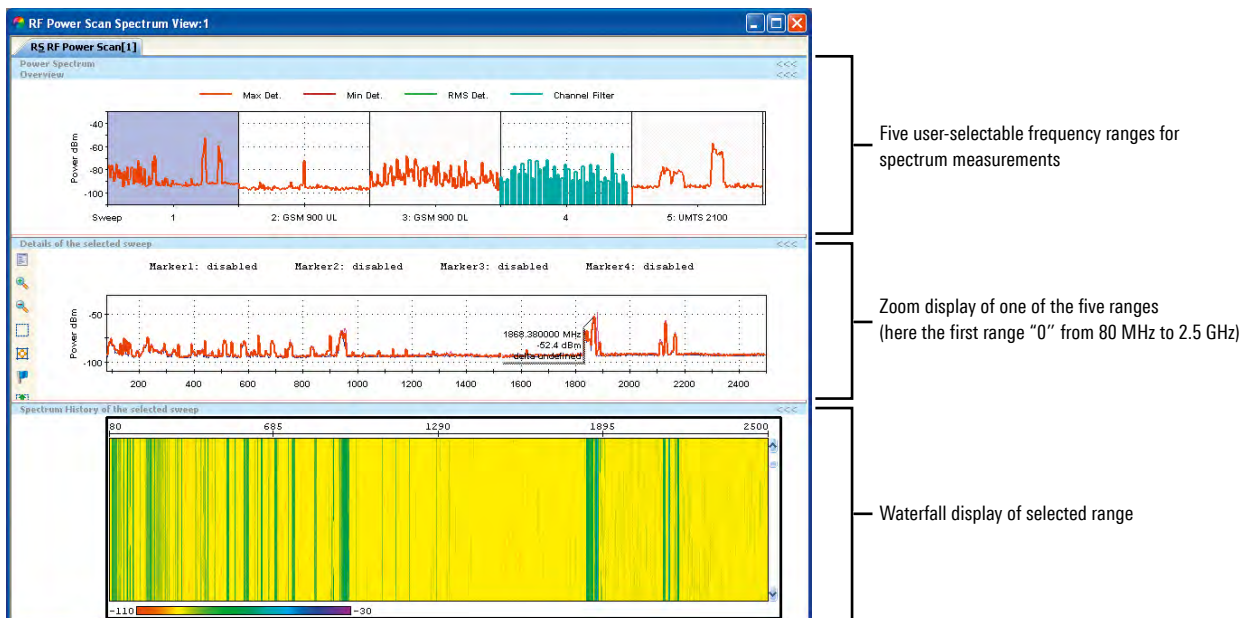 RF Power Scan Spectrum View:1
RS RF Power Scan[1]
Power Spectrum
<<<
Overview
<<<
Max Det.
Min Det.
RMS Det.
Channel Filter
Power dBm
-40
-60
-80
-100
Sweep
1
2: GSM 900 UL
3: GSM 900 DL
4
5: UMTS 2100
Five user-selectable frequency ranges for
spectrum measurements
Details of the selected sweep
<<<
Marker1: disabled
Marker2: disabled
Marker3: disabled
Marker4: disabled
Power dBm
-50
-100
1868.380000 MHz
-52.4 dBm
delta undefined
200
400
600
800
1000
1200
1400
1600
1800
2000
2200
2400
Zoom display of one of the five ranges
(here the first range “0” from 80 MHz to 2.5 GHz)
Spectrum History of the selected sweep
<<<
80
685
1290
1895
2500
-110
-30
Waterfall display of selected range